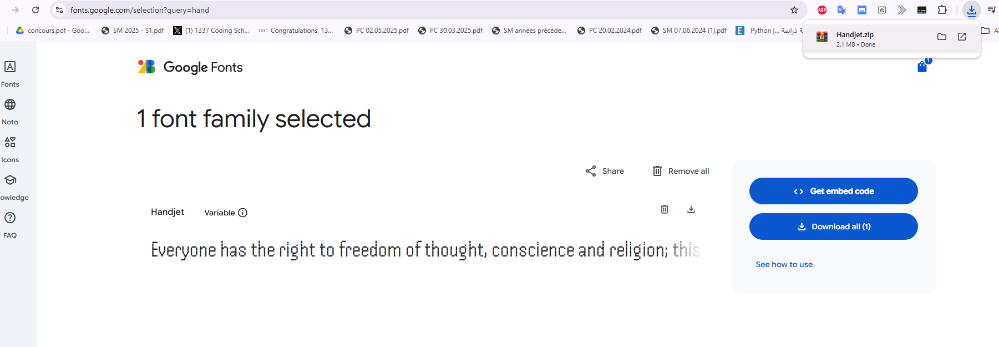 fonts.google.com/selection?query=hand
ABP
concours.pdf - Goo...
SM 2025 - S1.pdf
(1) 1337 Coding Sch...
1337
Congratulations, 13...
PC 02.05.2025.pdf
PC 30.03.2025.pdf
SM années précéde...
PC 20.02.2024.pdf
SM 07.06.2024 (1).pdf
E
Python |... دراسة ة
Handjet.zip
2.1 MB • Done
Google Fonts
1
Fonts
Noto
Icons
owledge
FAQ
1 font family selected
Share
Remove all
Get embed code
Download all (1)
See how to use
Handjet
Variable
Everyone has the right to freedom of thought, conscience and religion; this